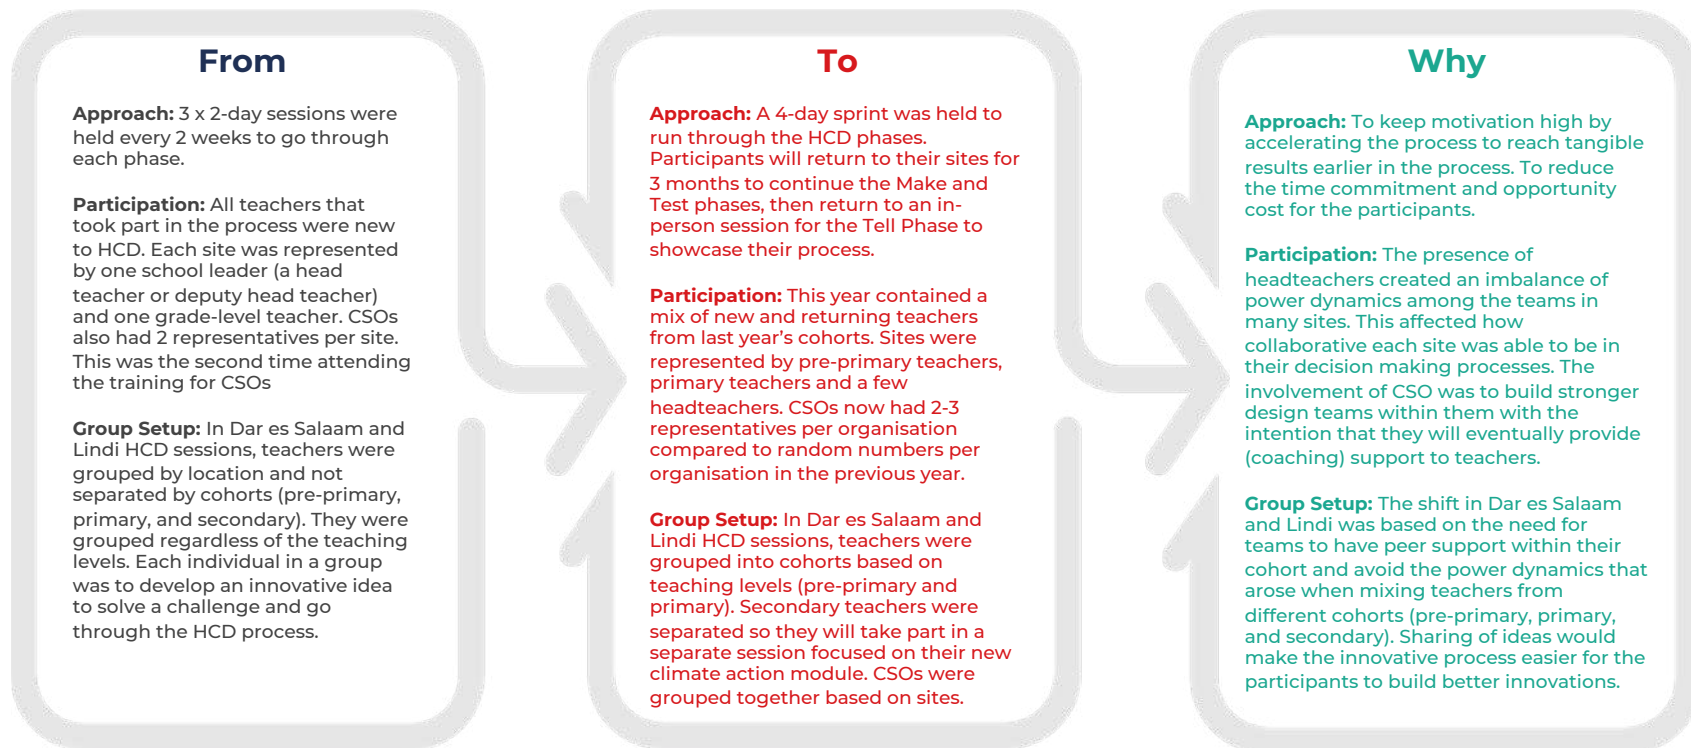 From
Approach: 3 x 2-day sessions were
held every 2 weeks to go through
each phase.
Participation: All teachers that
took part in the process were new
to HCD. Each site was represented
by one school leader (a head
teacher or deputy head teacher)
and one grade-level teacher. CSOs
also had 2 representatives per site.
This was the second time attending
the training for CSOs
Group Setup: In Dar es Salaam and
Lindi HCD sessions, teachers were
grouped by location and not
separated by cohorts (pre-primary,
primary, and secondary). They were
grouped regardless of the teaching
levels. Each individual in a group
was to develop an innovative idea
to solve a challenge and go
through the HCD process.
To
Approach: A 4-day sprint was held to
run through the HCD phases.
Participants will return to their sites for
3 months to continue the Make and
Test phases, then return to an in-
person session for the Tell Phase to
showcase their process.
Participation: This year contained a
mix of new and returning teachers
from last year's cohorts. Sites were
represented by pre-primary teachers,
primary teachers and a few
headteachers. CSOs now had 2-3
representatives per organisation
compared to random numbers per
organisation in the previous year.
Group Setup: In Dar es Salaam and
Lindi HCD sessions, teachers were
grouped into cohorts based on
teaching levels (pre-primary and
primary). Secondary teachers were
separated so they will take part in a
separate session focused on their new
climate action module. CSOs were
grouped together based on sites.
Why
Approach: To keep motivation high by
accelerating the process to reach tangible
results earlier in the process. To reduce
the time commitment and opportunity
cost for the participants.
Participation: The presence of
headteachers created an imbalance of
power dynamics among the teams in
many sites. This affected how
collaborative each site was able to be in
their decision making processes. The
involvement of CSO was to build stronger
design teams within them with the
intention that they will eventually provide
(coaching) support to teachers.
Group Setup: The shift in Dar es Salaam
and Lindi was based on the need for
teams to have peer support within their
cohort and avoid the power dynamics that
arose when mixing teachers from
different cohorts (pre-primary, primary,
and secondary). Sharing of ideas would
make the innovative process easier for the
participants to build better innovations.